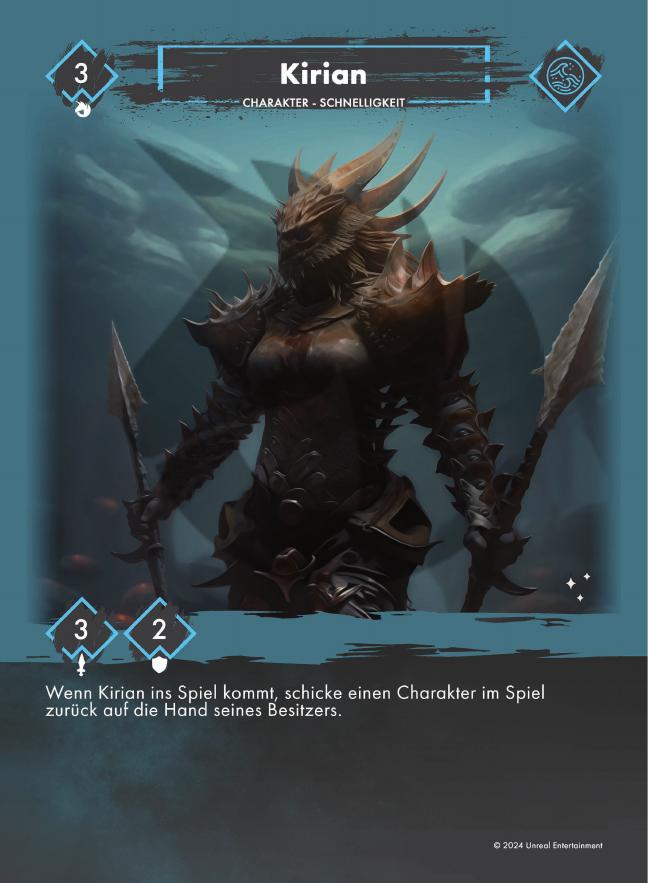 3
Kirian
CHARAKTER - SCHNELLIGKEIT
3
2
Wenn Kirian ins Spiel kommt, schicke einen Charakter im Spiel
zurück auf die Hand seines Besitzers.
© 2024 Unreal Entertainment